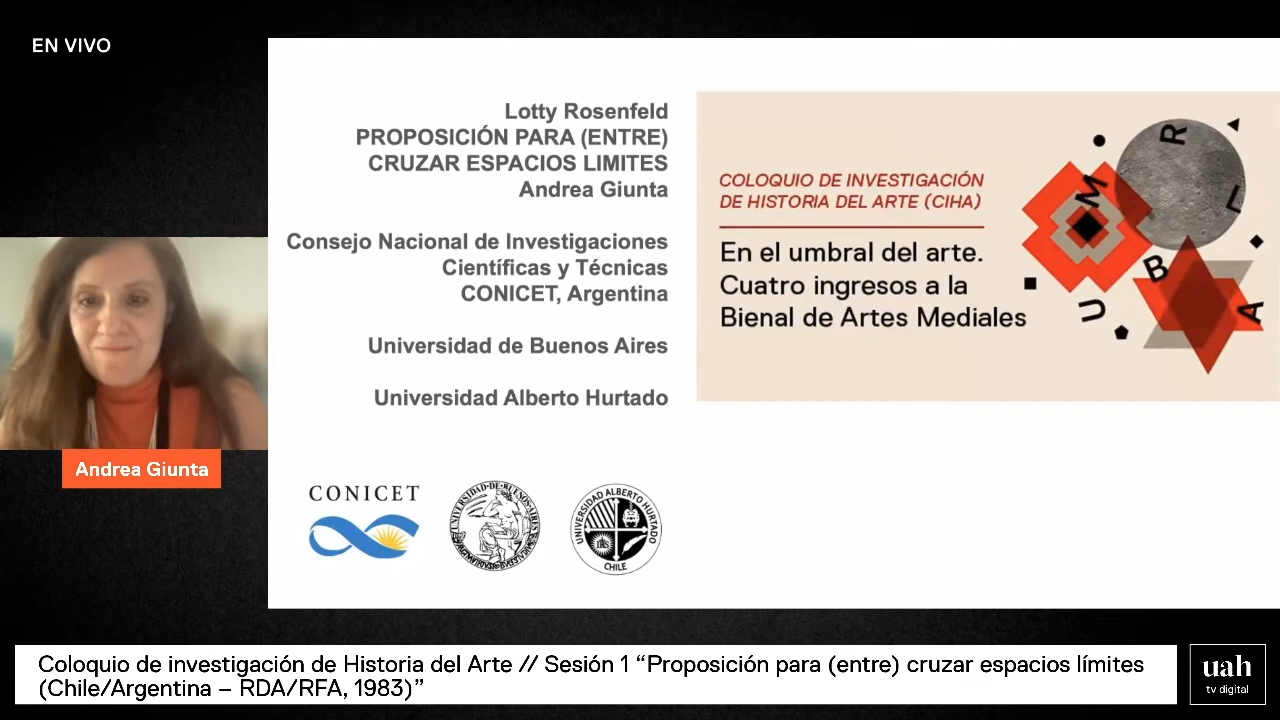 EN VIVO
Lotty Rosenfeld
PROPOSICIÓN PARA (ENTRE)
CRUZAR ESPACIOS LIMITES
Andrea Giunta
Consejo Nacional de Investigaciones
Científicas y Técnicas
CONICET, Argentina
Universidad de Buenos Aires
Universidad Alberto Hurtado
CONICET
UNIVERSIDAD ALBERTO HURTADO
CHILE
COLOQUIO DE INVESTIGACIÓN
DE HISTORIA DEL ARTE (CIHA)
En el umbral del arte.
Cuatro ingresos a la
Bienal de Artes Mediales
U
M
B
R
A
L
Andrea Giunta
Coloquio de investigación de Historia del Arte // Sesión 1 “Proposición para (entre) cruzar espacios límites
(Chile/Argentina – RDA/RFA, 1983)”
uah
tv digital